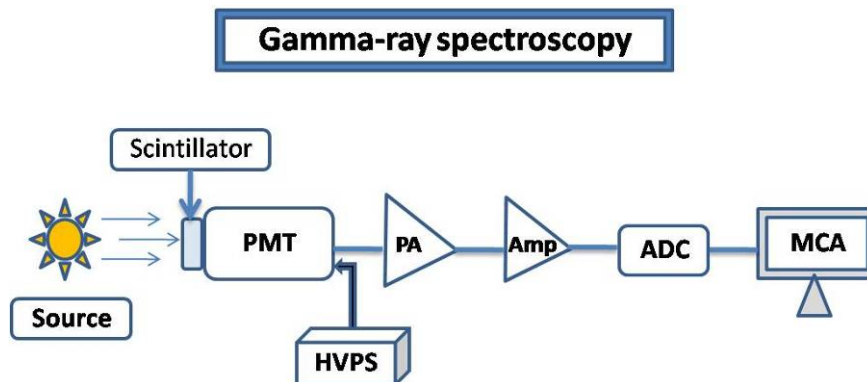 Gamma-ray spectroscopy
Scintillator
PMT
PA
Amp
ADC
MCA
Source
HVPS